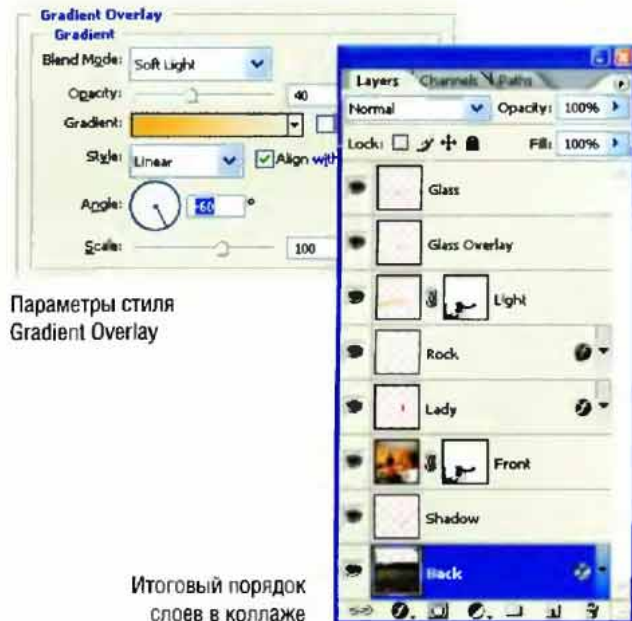 Gradient Overlay
Gradient
Blend Mode: Soft Light
Opacity: 40
Gradient:
Style: Linear Align with
Angle: -60 °
Scale: 100
Параметры стиля
Gradient Overlay
Layers Channels Paths
Normal Opacity: 100%
Lock: Fill: 100%
Glass
Glass Overlay
Light
Rock
Lady
Front
Shadow
Back
Итоговый порядок
слоев в коллаже